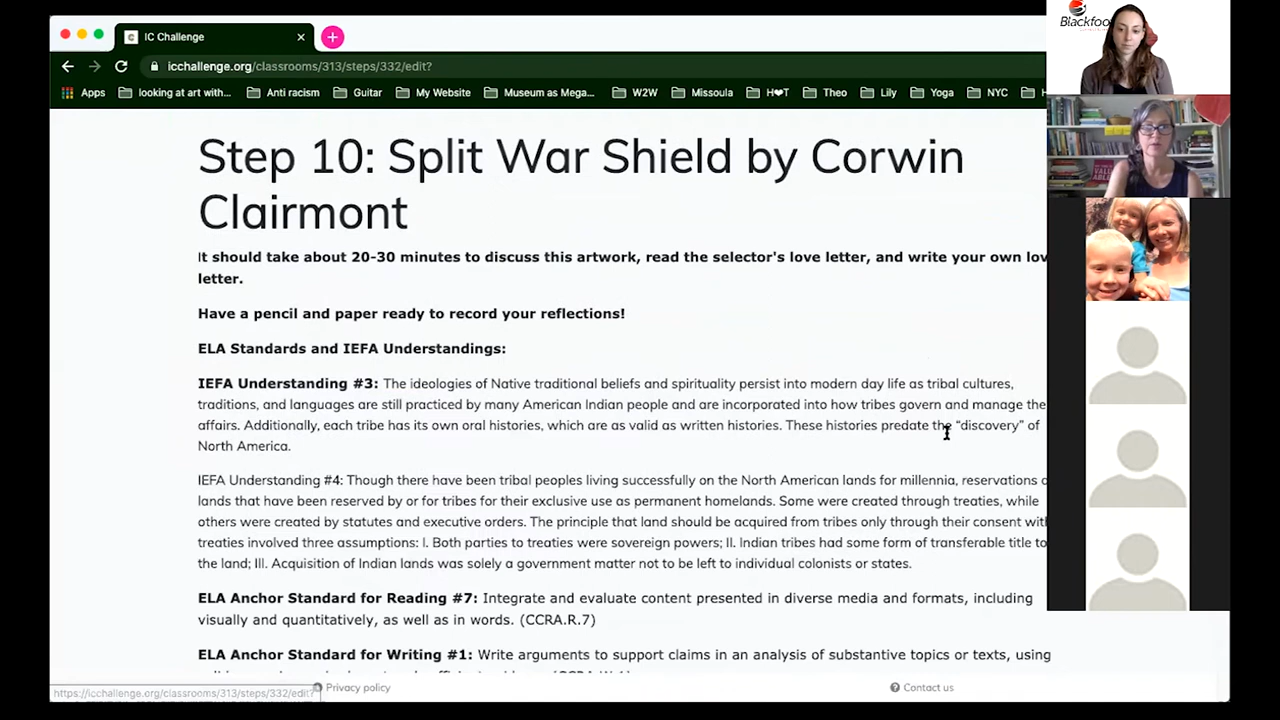 Blackfoo
IC Challenge
icchallenge.org/classrooms/313/steps/332/edit?
Apps looking at art with... Anti racism Guitar My Website Museum as Mega... W2W Missoula H❤T Theo Lily Yoga NYC H
Step 10: Split War Shield by Corwin
Clairmont
It should take about 20-30 minutes to discuss this artwork, read the selector's love letter, and write your own lov
letter.
Have a pencil and paper ready to record your reflections!
ELA Standards and IEFA Understandings:
IEFA Understanding #3: The ideologies of Native traditional beliefs and spirituality persist into modern day life as tribal cultures,
traditions, and languages are still practiced by many American Indian people and are incorporated into how tribes govern and manage the
affairs. Additionally, each tribe has its own oral histories, which are as valid as written histories. These histories predate the “discovery” of
North America.
IEFA Understanding #4: Though there have been tribal peoples living successfully on the North American lands for millennia, reservations
lands that have been reserved by or for tribes for their exclusive use as permanent homelands. Some were created through treaties, while
others were created by statutes and executive orders. The principle that land should be acquired from tribes only through their consent with
treaties involved three assumptions: I. Both parties to treaties were sovereign powers; II. Indian tribes had some form of transferable title to
the land; III. Acquisition of Indian lands was solely a government matter not to be left to individual colonists or states.
ELA Anchor Standard for Reading #7: Integrate and evaluate content presented in diverse media and formats, including
visually and quantitatively, as well as in words. (CCRA.R.7)
ELA Anchor Standard for Writing #1: Write arguments to support claims in an analysis of substantive topics or texts, using
https://icchallenge.org/classrooms/313/steps/332/edit? Privacy policy Contact us